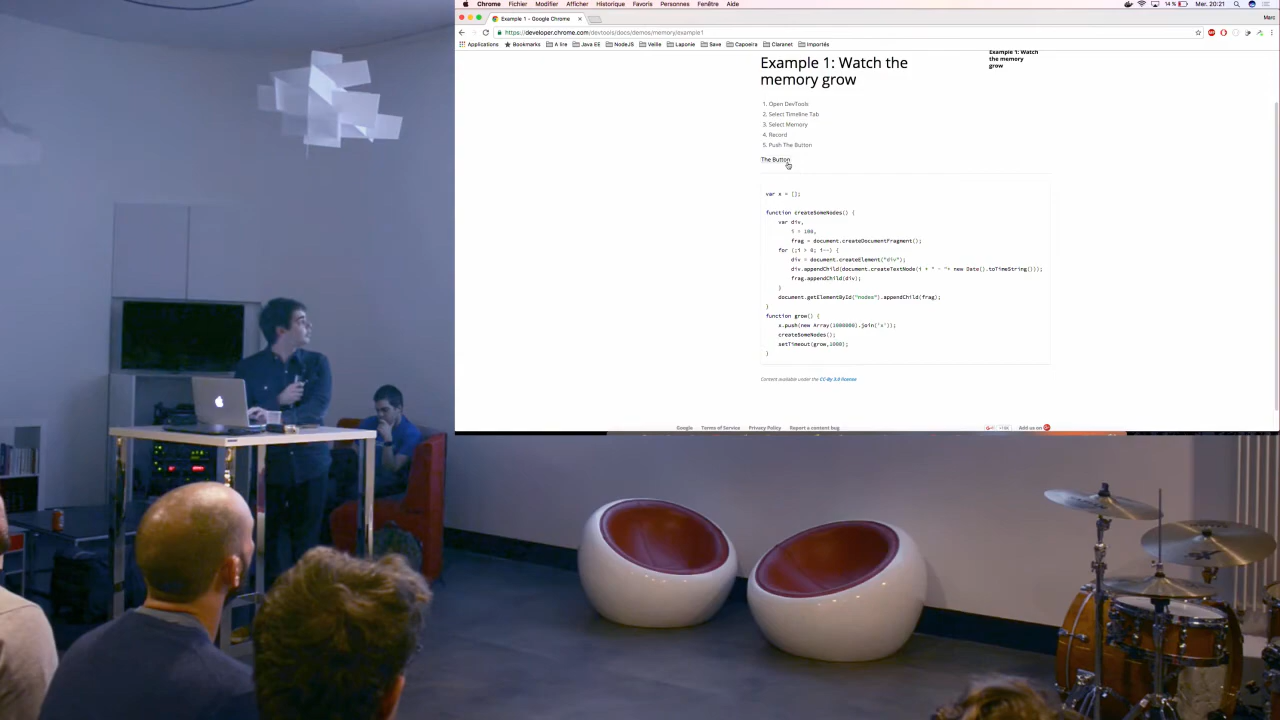 Chrome Fichier Modifier Afficher Historique Favoris Personnes Fenêtre Aide 14 % Mer. 20:21
Example 1 - Google Chrome Marc
https://developer.chrome.com/devtools/docs/demos/memory/example1
Applications Bookmarks A lire Java EE NodeJS Veille Laponie Save Capoeira Claranet Importés
Example 1: Watch the
memory grow
Example 1: Watch
the memory
grow
1. Open DevTools
2. Select Timeline Tab
3. Select Memory
4. Record
5. Push The Button
The Button
var x = [];
function createSomeNodes() {
var div,
i = 100,
frag = document.createDocumentFragment();
for (;i > 0; i--) {
div = document.createElement("div");
div.appendChild(document.createTextNode(i + " - "+ new Date().toTimeString()));
frag.appendChild(div);
}
document.getElementById("nodes").appendChild(frag);
}
function grow() {
x.push(new Array(1000000).join('x'));
createSomeNodes();
setTimeout(grow,1000);
}
Content available under the CC-By 3.0 license
Google Terms of Service Privacy Policy Report a content bug Add us on